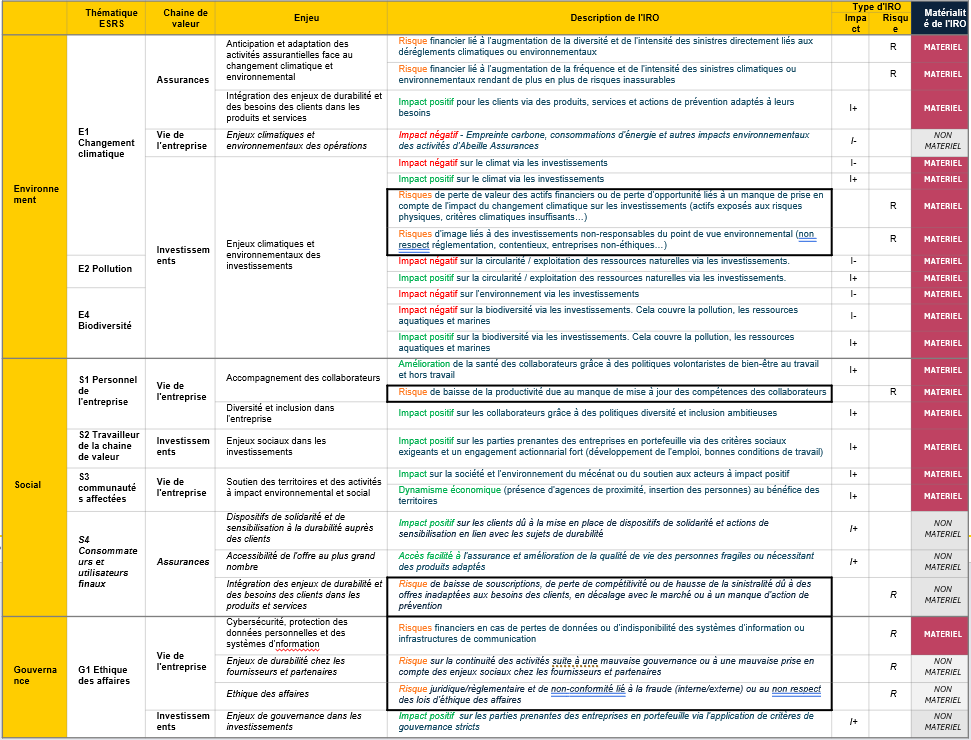 Thématique ESRS
Chaine de valeur
Enjeu
Description de l'IRO
Type d'IRO
Impa ct
Risqu e
Matérialit é de l'IRO
Environne ment
E1 Changement climatique
Assurances
Anticipation et adaptation des activités assurantielles face au changement climatique et environnemental
Risque financier lié à l'augmentation de la diversité et de l'intensité des sinistres directement liés aux
déréglements climatiques ou environnementaux
R
MATERIEL
Risque financier lié à l'augmentation de la fréquence et de l'intensité des sinistres climatiques ou
environnementaux rendant de plus en plus de risques inassurables
R
MATERIEL
Intégration des enjeux de durabilité et des besoins des clients dans les produits et services
Impact positif pour les clients via des produits, services et actions de prévention adaptés à leurs
besoins
I+
MATERIEL
Vie de l'entreprise
Enjeux climatiques et environnementaux des opérations
Impact négatif - Empreinte carbone, consommations d'énergie et autres impacts environnementaux
des activités d'Abeille Assurances
I-
NON MATERIEL
Investissem ents
Enjeux climatiques et environnementaux des investissements
Impact négatif sur le climat via les investissements
I-
MATERIEL
Impact positif sur le climat via les investissements
I+
MATERIEL
Risques de perte de valeur des actifs financiers ou de perte d'opportunité liés à un manque de prise en
compte de l'impact du changement climatique sur les investissements (actifs exposés aux risques
physiques, critères climatiques insuffisants…)
R
MATERIEL
Risques d'image liés à des investissements non-responsables du point de vue environnemental (non
respect réglementation, contentieux, entreprises non-éthiques…)
R
MATERIEL
E2 Pollution
Impact négatif sur la circularité / exploitation des ressources naturelles via les investissements.
I-
MATERIEL
Impact positif sur la circularité / exploitation des ressources naturelles via les investissements.
I+
MATERIEL
E4 Biodiversité
Impact négatif sur l'environnement via les investissements
I-
MATERIEL
Impact négatif sur la biodiversité via les investissements. Cela couvre la pollution, les ressources
aquatiques et marines
I-
MATERIEL
Impact positif sur la biodiversité via les investissements. Cela couvre la pollution, les ressources
aquatiques et marines
I+
MATERIEL
Social
S1 Personnel de l'entreprise
Vie de l'entreprise
Accompagnement des collaborateurs
Amélioration de la santé des collaborateurs grâce à des politiques volontaristes de bien-être au travail
et hors travail
I+
MATERIEL
Risque de baisse de la productivité due au manque de mise à jour des compétences des collaborateurs
R
MATERIEL
Diversité et inclusion dans l'entreprise
Impact positif sur les collaborateurs grâce à des politiques diversité et inclusion ambitieuses
I+
MATERIEL
S2 Travailleur de la chaine de valeur
Investissem ents
Enjeux sociaux dans les investissements
Impact positif sur les parties prenantes des entreprises en portefeuille via des critères sociaux
exigeants et un engagement actionnarial fort (développement de l'emploi, bonnes conditions de travail)
I+
MATERIEL
S3 communauté s affectées
Vie de l'entreprise
Soutien des territoires et des activités à impact environnemental et social
Impact sur la société et l'environnement du mécénat ou du soutien aux acteurs à impact positif
I+
MATERIEL
Dynamisme économique (présence d'agences de proximité, insertion des personnes) au bénéfice des
territoires
I+
MATERIEL
S4 Consommate urs et utilisateurs finaux
Assurances
Dispositifs de solidarité et de sensibilisation à la durabilité auprès des clients
Impact positif sur les clients dû à la mise en place de dispositifs de solidarité et actions de
sensibilisation en lien avec les sujets de durabilité
I+
NON MATERIEL
Accessibilité de l'offre au plus grand nombre
Accès facilité à l'assurance et amélioration de la qualité de vie des personnes fragiles ou nécessitant
des produits adaptés
I+
NON MATERIEL
Intégration des enjeux de durabilité et des besoins des clients dans les produits et services
Risque de baisse de souscriptions, de perte de compétitivité ou de hausse de la sinistralité dû à des
offres inadaptées aux besoins des clients, en décalage avec le marché ou à un manque d'action de
prévention
R
NON MATERIEL
Gouverna nce
G1 Ethique des affaires
Vie de l'entreprise
Cybersécurité, protection des données personnelles et des systèmes d'nformation
Risques financiers en cas de pertes de données ou d'indisponibilité des systèmes d'information ou
infrastructures de communication
R
MATERIEL
Enjeux de durabilité chez les fournisseurs et partenaires
Risque sur la continuité des activités suite à une mauvaise gouvernance ou à une mauvaise prise en
compte des enjeux sociaux chez les fournisseurs et partenaires
R
NON MATERIEL
Ethique des affaires
Risque juridique/règlementaire et de non-conformité lié à la fraude (interne/externe) ou au non respect
des lois d'éthique des affaires
R
NON MATERIEL
Investissem ents
Enjeux de gouvernance dans les investissements
Impact positif sur les parties prenantes des entreprises en portefeuille via l'application de critères de
gouvernance stricts
I+
NON MATERIEL